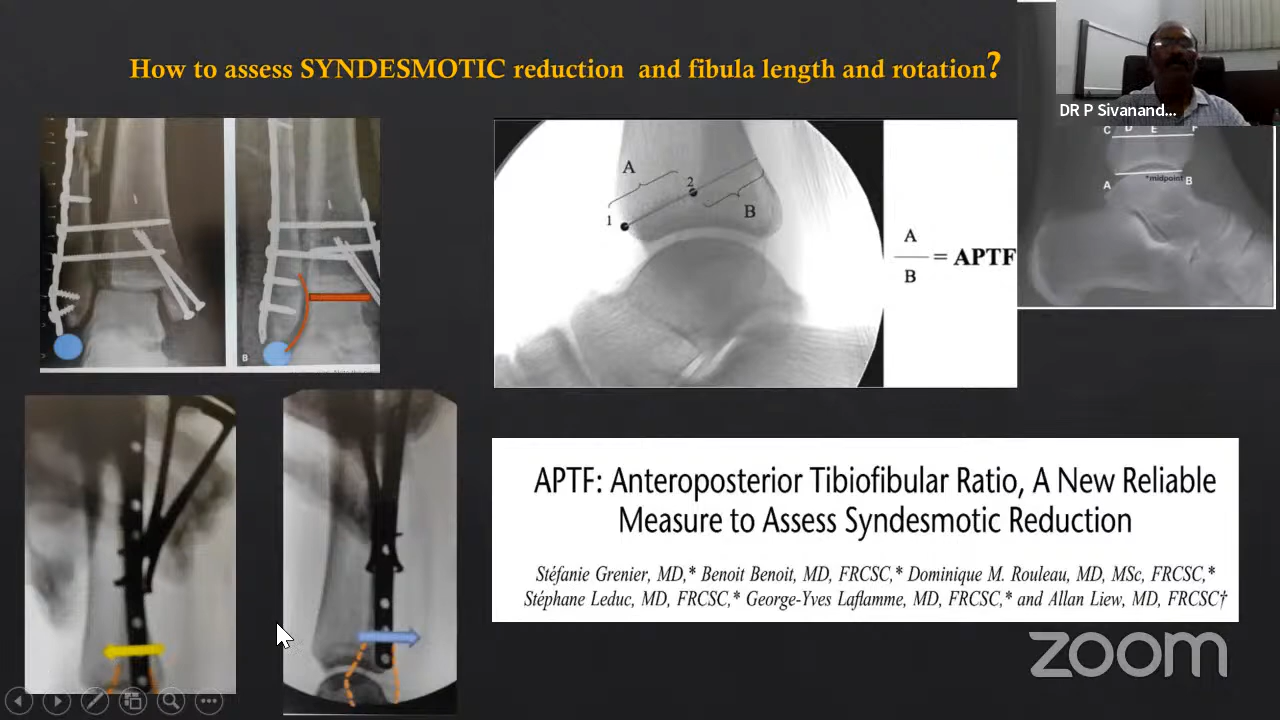 How to assess SYNDESMOTIC reduction and fibula length and rotation?
DR P Sivanand...
C D E F
A *midpoint B
A
1
2
B
A
B
= APTF
B
APTF: Anteroposterior Tibiofibular Ratio, A New Reliable
Measure to Assess Syndesmotic Reduction
Stéfanie Grenier, MD,* Benoit Benoit, MD, FRCSC,* Dominique M. Rouleau, MD, MSc, FRCSC,*
Stéphane Leduc, MD, FRCSC,* George-Yves Laflamme, MD, FRCSC,* and Allan Liew, MD, FRCSC†
zoom